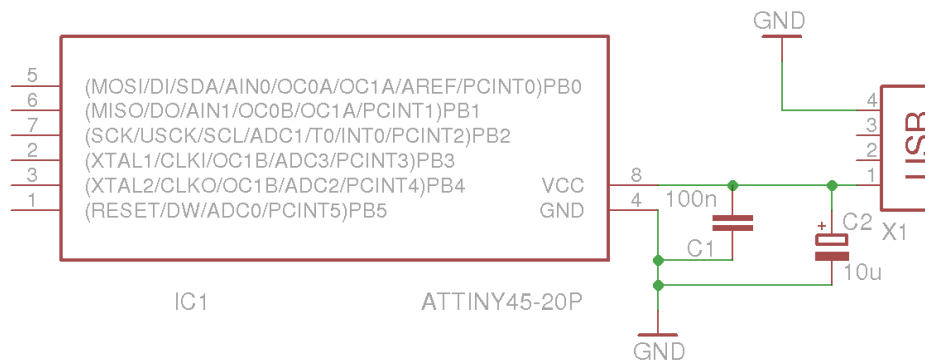 GND
5 (MOSI/DI/SDA/AIN0/OC0A/OC1A/AREF/PCINT0)PB0
6 (MISO/DO/AIN1/OC0B/OC1A/PCINT1)PB1
7 (SCK/USCK/SCL/ADC1/T0/INT0/PCINT2)PB2
2 (XTAL1/CLKI/OC1B/ADC3/PCINT3)PB3
3 (XTAL2/CLKO/OC1B/ADC2/PCINT4)PB4
1 (RESET/DW/ADC0/PCINT5)PB5
VCC 8
GND 4
IC1
ATTINY45-20P
100n
C1
+
C2
10u
GND
4
3
2
1
USB
X1